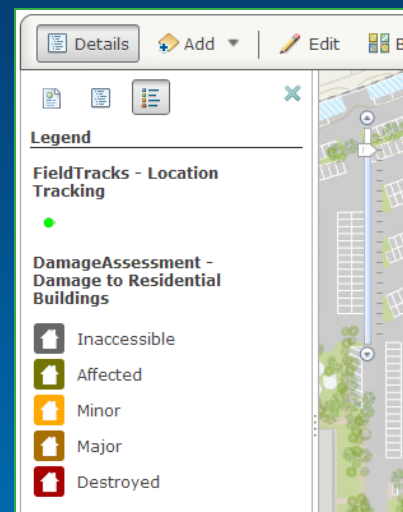 Details Add Edit B
Legend
FieldTracks - Location
Tracking
DamageAssessment -
Damage to Residential
Buildings
Inaccessible
Affected
Minor
Major
Destroyed